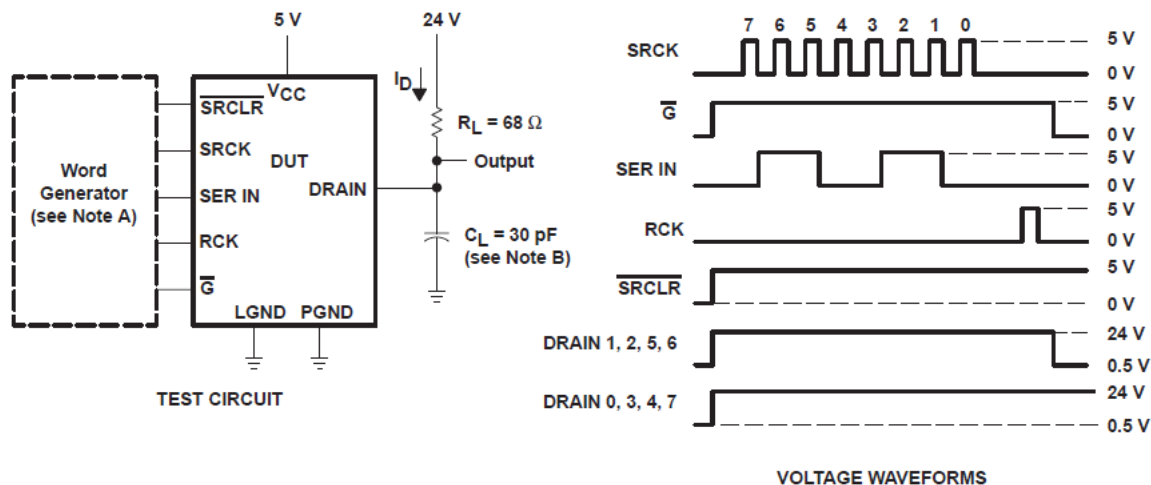 5 V
24 V
ID
VCC
SRCLR
SRCK
DUT
SER IN
DRAIN
RCK
G
LGND PGND
Word
Generator
(see Note A)
RL = 68 Ω
Output
CL = 30 pF
(see Note B)
TEST CIRCUIT
7 6 5 4 3 2 1 0
SRCK
5 V
0 V
G
5 V
0 V
SER IN
5 V
0 V
RCK
5 V
0 V
SRCLR
5 V
0 V
DRAIN 1, 2, 5, 6
24 V
0.5 V
DRAIN 0, 3, 4, 7
24 V
0.5 V
VOLTAGE WAVEFORMS